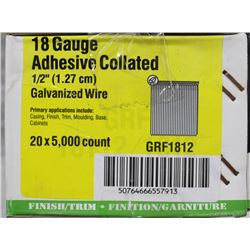 18 Gauge
Adhesive Collated
1/2" (1.27 cm)
Galvanized Wire
Primary applications include:
Casing, Finish, Trim, Moulding, Base,
Cabinets
20 x 5,000 count
GRF1812
50764666557913
FINISH/TRIM • FINITION/GARNITURE